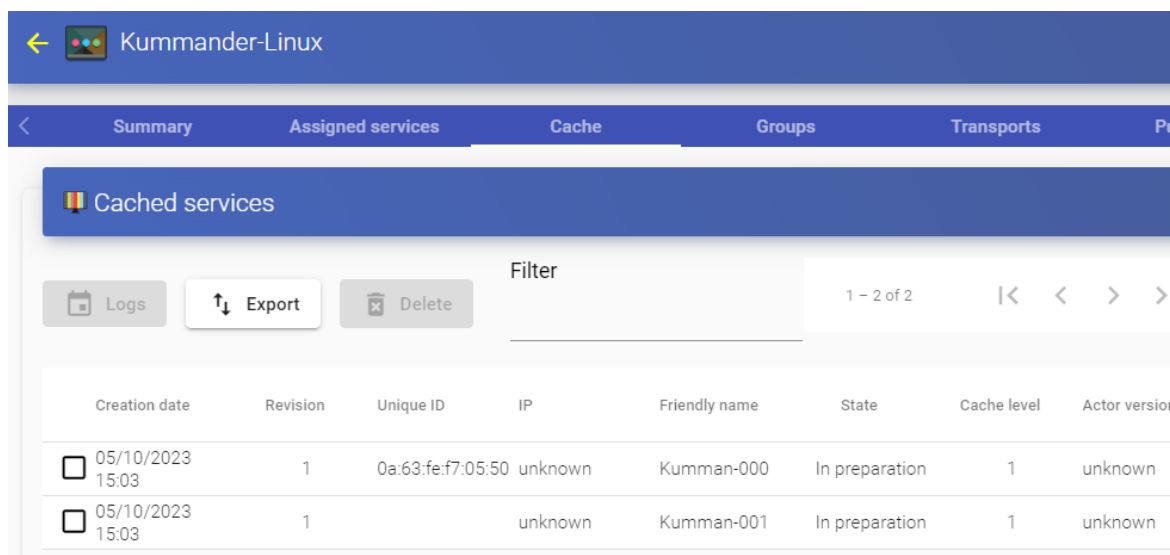 Kummander-Linux
Summary Assigned services Cache Groups Transports
Cached services
Filter
Logs Export Delete 1 – 2 of 2
Creation date Revision Unique ID IP Friendly name State Cache level Actor version
05/10/2023
15:03 1 0a:63:fe:f7:05:50 unknown Kumman-000 In preparation 1 unknown
05/10/2023
15:03 1 unknown Kumman-001 In preparation 1 unknown